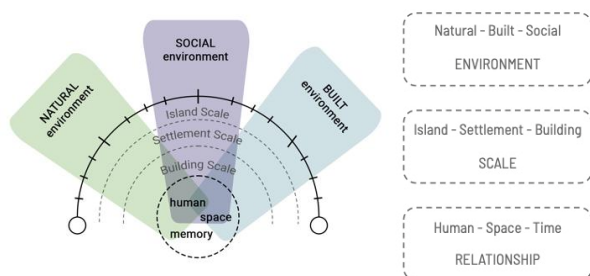 SOCIAL
environment
NATURAL
environment
BUILT
environment
Island Scale
Settlement Scale
Building Scale
human
space
memory
Natural - Built - Social
ENVIRONMENT
Island - Settlement - Building
SCALE
Human - Space - Time
RELATIONSHIP